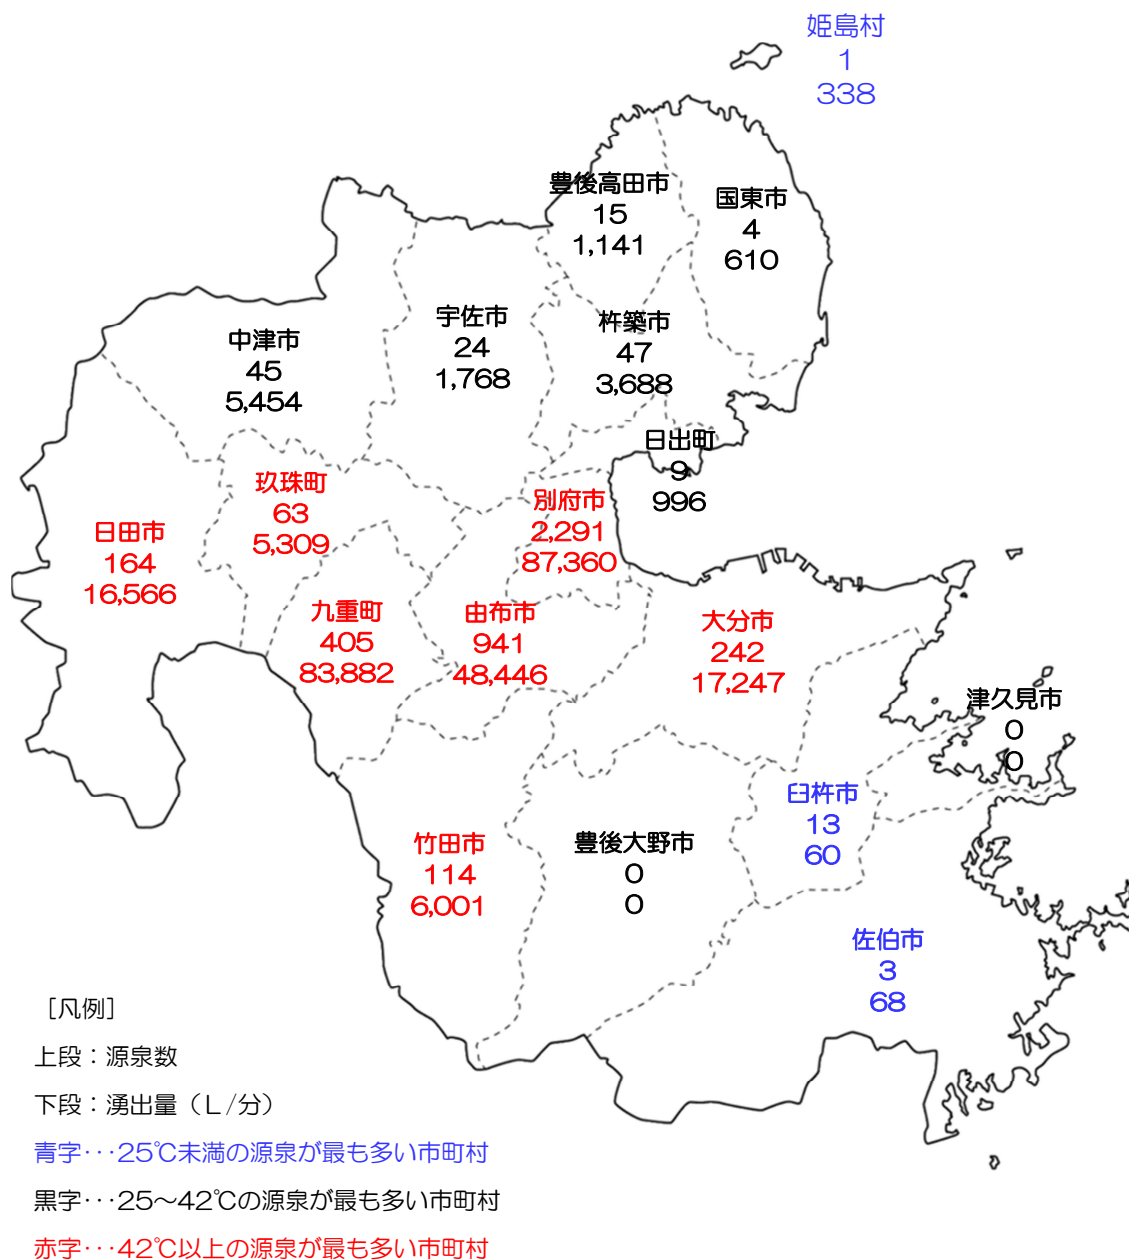 姫島村
1
338
豊後高田市
15
1,141
国東市
4
610
中津市
45
5,454
宇佐市
24
1,768
杵築市
47
3,688
日出町
9
996
玖珠町
63
5,309
別府市
2,291
87,360
日田市
164
16,566
九重町
405
83,882
由布市
941
48,446
大分市
242
17,247
津久見市
0
0
臼杵市
13
60
竹田市
114
6,001
豊後大野市
0
0
佐伯市
3
68
［凡例］
上段：源泉数
下段：湧出量（Ｌ/分）
青字･･･25℃未満の源泉が最も多い市町村
黒字･･･25～42℃の源泉が最も多い市町村
赤字･･･42℃以上の源泉が最も多い市町村